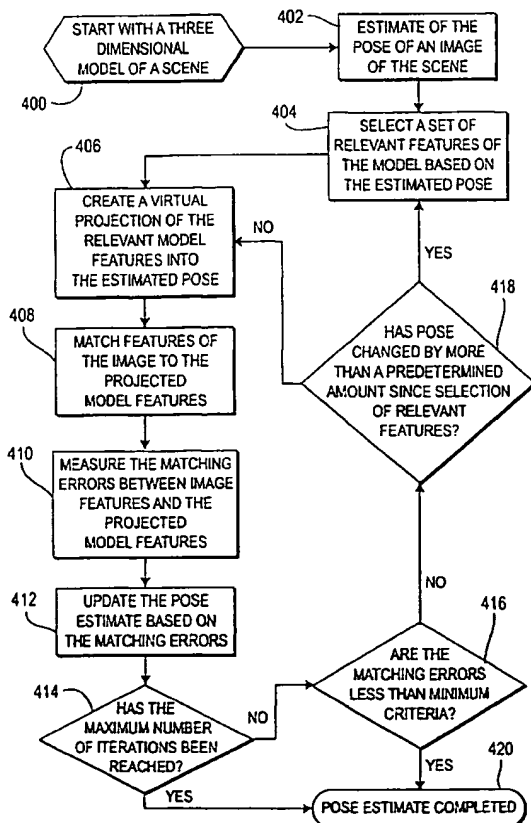 START WITH A THREE
DIMENSIONAL
MODEL OF A SCENE
400
402
ESTIMATE OF THE
POSE OF AN IMAGE
OF THE SCENE
404
SELECT A SET OF
RELEVANT FEATURES OF
THE MODEL BASED ON
THE ESTIMATED POSE
406
CREATE A VIRTUAL
PROJECTION OF THE
RELEVANT MODEL
FEATURES INTO
THE ESTIMATED POSE
NO
YES
408
MATCH FEATURES
OF THE IMAGE TO THE
PROJECTED
MODEL FEATURES
418
HAS POSE
CHANGED BY MORE
THAN A PREDETERMINED
AMOUNT SINCE SELECTION
OF RELEVANT
FEATURES?
410
MEASURE THE MATCHING
ERRORS BETWEEN IMAGE
FEATURES AND THE
PROJECTED
MODEL FEATURES
412
UPDATE THE POSE
ESTIMATE BASED ON
THE MATCHING ERRORS
NO
416
ARE THE
MATCHING ERRORS
LESS THAN MINIMUM
CRITERIA?
414
HAS THE
MAXIMUM NUMBER
OF ITERATIONS BEEN
REACHED?
NO
YES
YES
420
POSE ESTIMATE COMPLETED